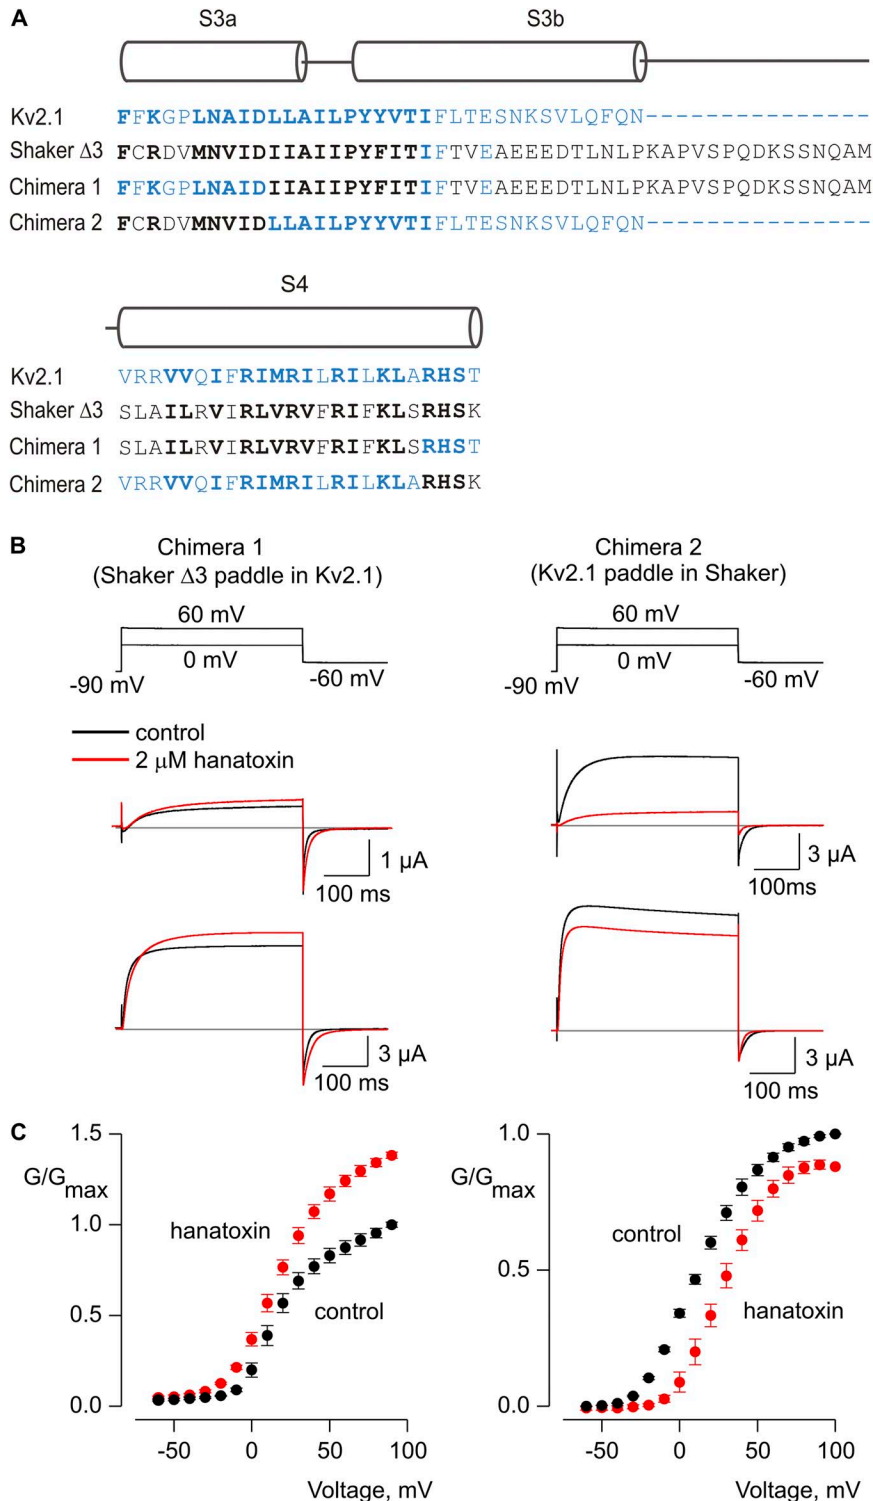 A
S3a S3b
Kv2.1 FFKGPLNAIDLLAILPYYVTIFLTESNKSVLQFQN---------------
Shaker Δ3 FCRDVMNVIDIIAIIPYFITIFTVEAEEEDTLNLPKAPVSPQDKSSNQAM
Chimera 1 FFKGPLNAIDIIAIIPYFITIFTVEAEEEDTLNLPKAPVSPQDKSSNQAM
Chimera 2 FCRDVMNVIDLLAILPYYVTIFLTESNKSVLQFQN---------------
S4
Kv2.1 VRRVVQIFRIMRILRILKLARHST
Shaker Δ3 SLAILRVIRLVRVFRIFKLSRHSK
Chimera 1 SLAILRVIRLVRVFRIFKLSRHST
Chimera 2 VRRVVQIFRIMRILRILKLARHSK
B
Chimera 1 Chimera 2
(Shaker Δ3 paddle in Kv2.1) (Kv2.1 paddle in Shaker)
60 mV 60 mV
0 mV 0 mV
-90 mV -60 mV -90 mV -60 mV
control
2 μM hanatoxin
1 μA 3 μA
100 ms 100ms
3 μA 3 μA
100 ms 100 ms
C
1.5 1.0
G/Gmax G/Gmax
hanatoxin control
1.0
control 0.5 hanatoxin
0.5
0.0 0.0
-50 0 50 100 -50 0 50 100
Voltage, mV Voltage, mV